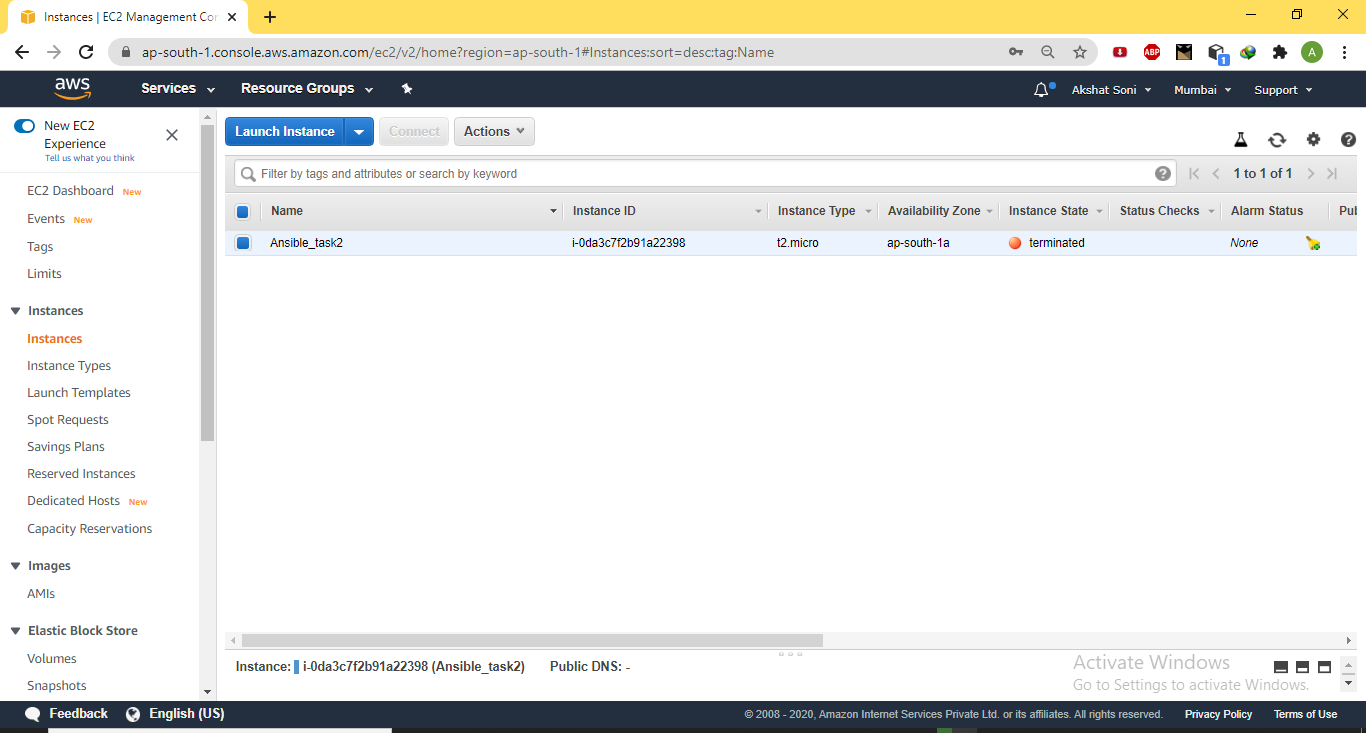 Instances | EC2 Management Con
ap-south-1.console.aws.amazon.com/ec2/v2/home?region=ap-south-1#Instances:sort=desc:tag:Name
ABP
1
A
aws
Services
Resource Groups
Akshat Soni
Mumbai
Support
New EC2
Experience
Tell us what you think
EC2 Dashboard New
Events New
Tags
Limits
Instances
Instances
Instance Types
Launch Templates
Spot Requests
Savings Plans
Reserved Instances
Dedicated Hosts New
Capacity Reservations
Images
AMIs
Elastic Block Store
Volumes
Snapshots
Launch Instance
Connect
Actions
Filter by tags and attributes or search by keyword
1 to 1 of 1
Name Instance ID Instance Type Availability Zone Instance State Status Checks Alarm Status Pul
Ansible_task2 i-0da3c7f2b91a22398 t2.micro ap-south-1a terminated None
Instance: i-0da3c7f2b91a22398 (Ansible_task2) Public DNS: -
Activate Windows
Go to Settings to activate Windows.
Feedback
English (US)
© 2008 - 2020, Amazon Internet Services Private Ltd. or its affiliates. All rights reserved.
Privacy Policy
Terms of Use